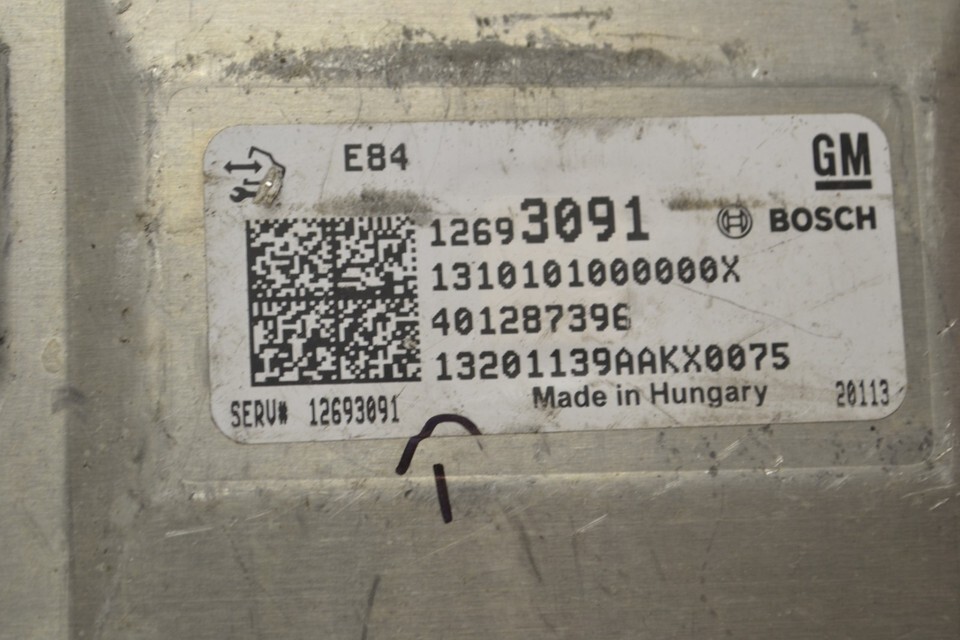 E84
GM
12693091
BOSCH
1310101000000X
401287396
13201139AAKX0075
Made in Hungary
SERV# 12693091
20113